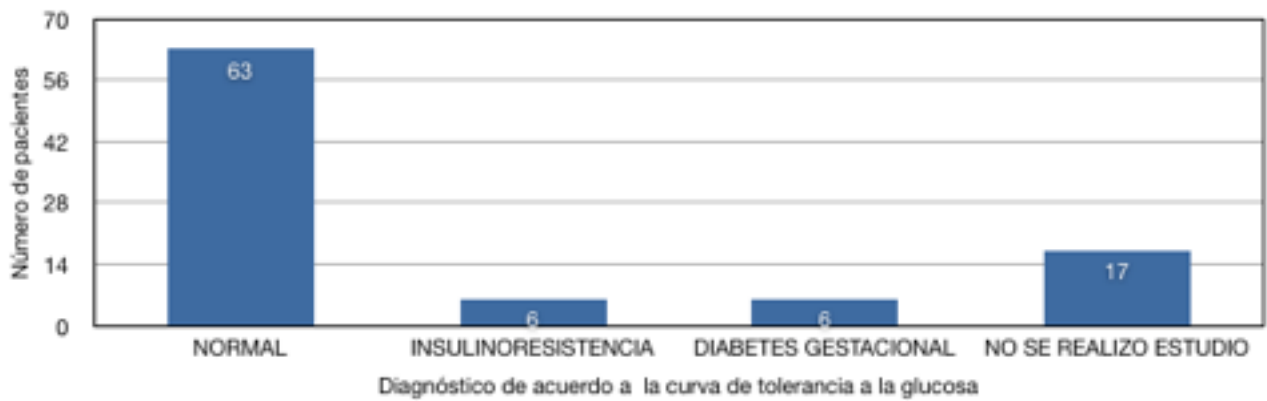 Número de pacientes
70
56
42
28
14
0
63
6
6
17
NORMAL
INSULINORESISTENCIA
DIABETES GESTACIONAL
NO SE REALIZO ESTUDIO
Diagnóstico de acuerdo a la curva de tolerancia a la glucosa